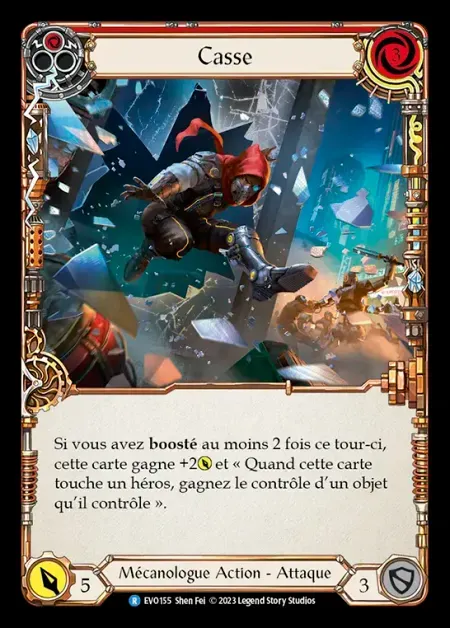 Casse
3
Si vous avez boosté au moins 2 fois ce tour-ci,
cette carte gagne +2 et « Quand cette carte
touche un héros, gagnez le contrôle d'un objet
qu'il contrôle ».
5
Mécanologue Action - Attaque
3
R EVO155 Shen Fei © 2023 Legend Story Studios